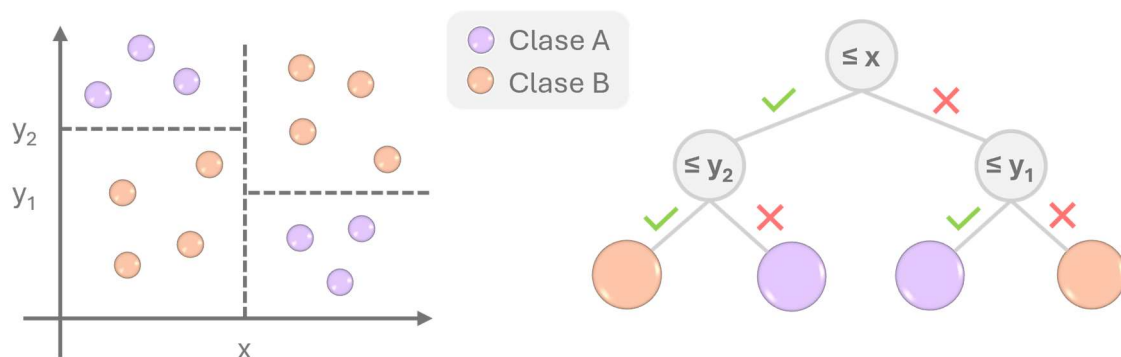 y₂
y₁
x
Clase A
Clase B
≤ x
≤ y₂
≤ y₁